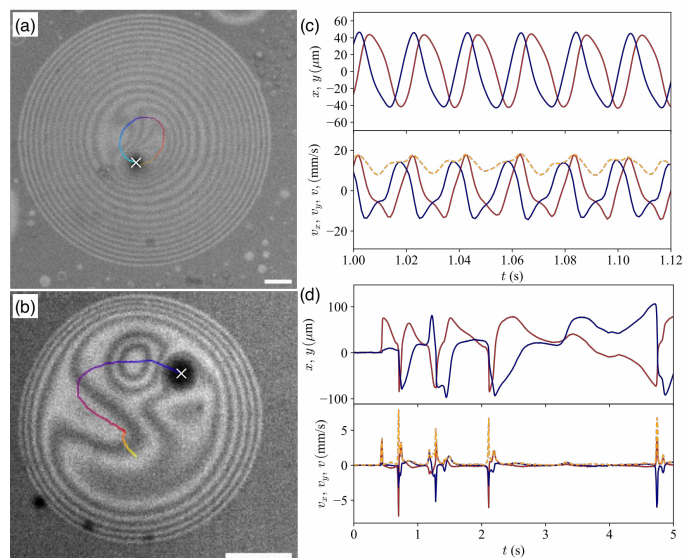 (a)
(b)
(c)
60
40
20
0
−20
−40
−60
x, y (μm)
20
0
−20
v_x, v_y, v, (mm/s)
1.00 1.02 1.04 1.06 1.08 1.10 1.12
t (s)
(d)
100
0
−100
x, y (μm)
5
0
−5
v_x, v_y, v (mm/s)
0 1 2 3 4 5
t (s)